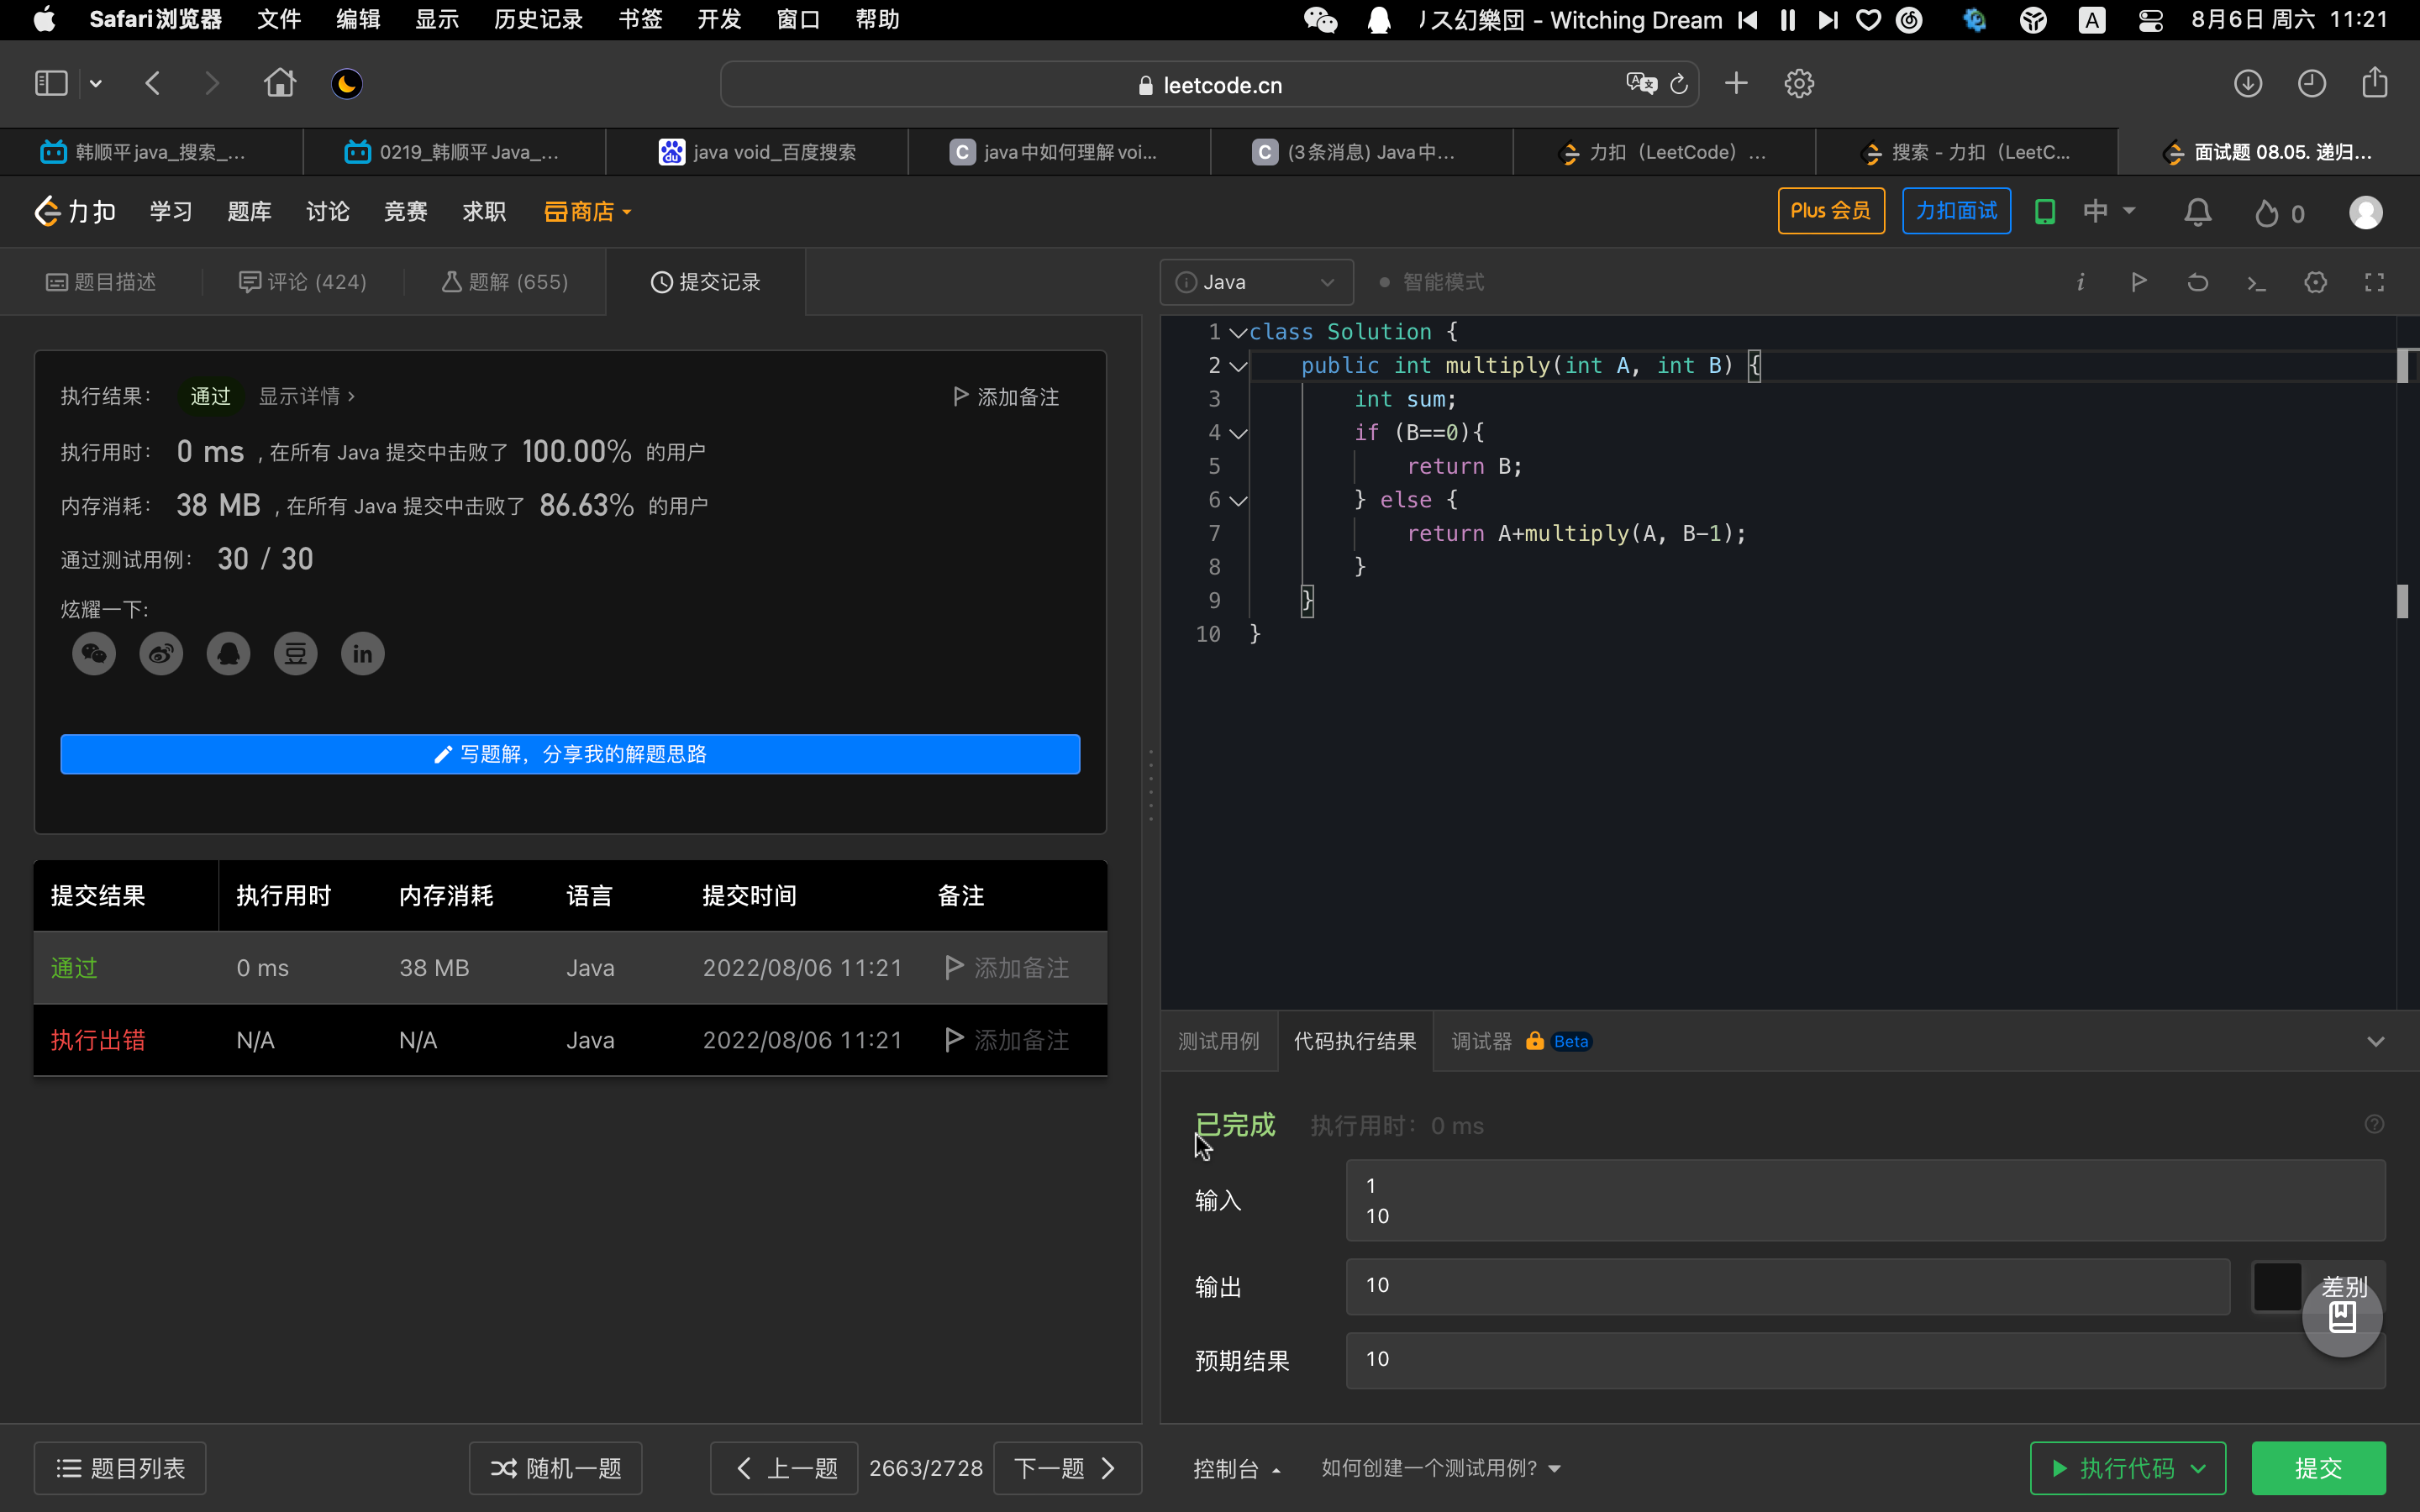 Safari浏览器 文件 编辑 显示 历史记录 书签 开发 窗口 帮助 リス幻樂団 - Witching Dream A 8月6日 周六 11:21
leetcode.cn
韩顺平java_搜索_... 0219_韩顺平 Java_... java void_百度搜索 java中如何理解voi... (3条消息) Java中... 力扣（LeetCode）... 搜索 - 力扣（LeetC... 面试题 08.05. 递归...
力扣 学习 题库 讨论 竞赛 求职 商店 Plus 会员 力扣面试 中 0
题目描述 评论 (424) 题解 (655) 提交记录
执行结果： 通过 显示详情 > 添加备注
执行用时： 0 ms , 在所有 Java 提交中击败了 100.00% 的用户
内存消耗： 38 MB , 在所有 Java 提交中击败了 86.63% 的用户
通过测试用例： 30 / 30
炫耀一下:
豆 in
写题解，分享我的解题思路
提交结果 执行用时 内存消耗 语言 提交时间 备注
通过 0 ms 38 MB Java 2022/08/06 11:21 添加备注
执行出错 N/A N/A Java 2022/08/06 11:21 添加备注
题目列表 随机一题 上一题 2663/2728 下一题
Java 智能模式
1 class Solution {
2 public int multiply(int A, int B) {
3 int sum;
4 if (B==0){
5 return B;
6 } else {
7 return A+multiply(A, B-1);
8 }
9 }
10 }
测试用例 代码执行结果 调试器 Beta
已完成 执行用时： 0 ms
输入
1
10
输出 10 差别
预期结果 10
控制台 如何创建一个测试用例? 执行代码 提交